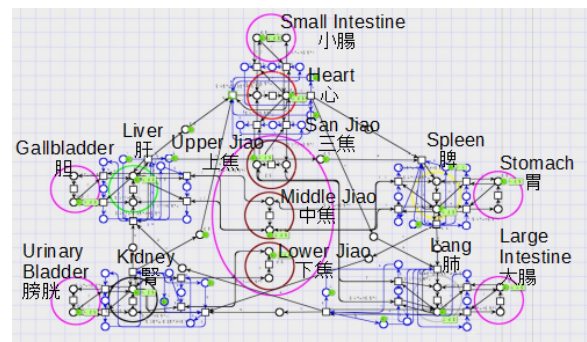 Small Intestine
小腸
Heart
心
San Jiao
三焦
Liver
肝
Gallbladder
胆
Upper Jiao
上焦
Spleen
脾
Stomach
胃
Middle Jiao
中焦
Urinary
Bladder
膀胱
Kidney
腎
Lower Jiao
下焦
Lang
肺
Large
Intestine
大腸